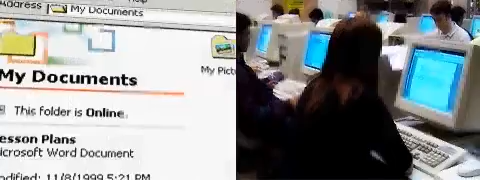 Address My Documents
My Documents
My Pict
This folder is Online.
esson Plans
icrosoft Word Document
odified: 11/8/1999 5:21 PM